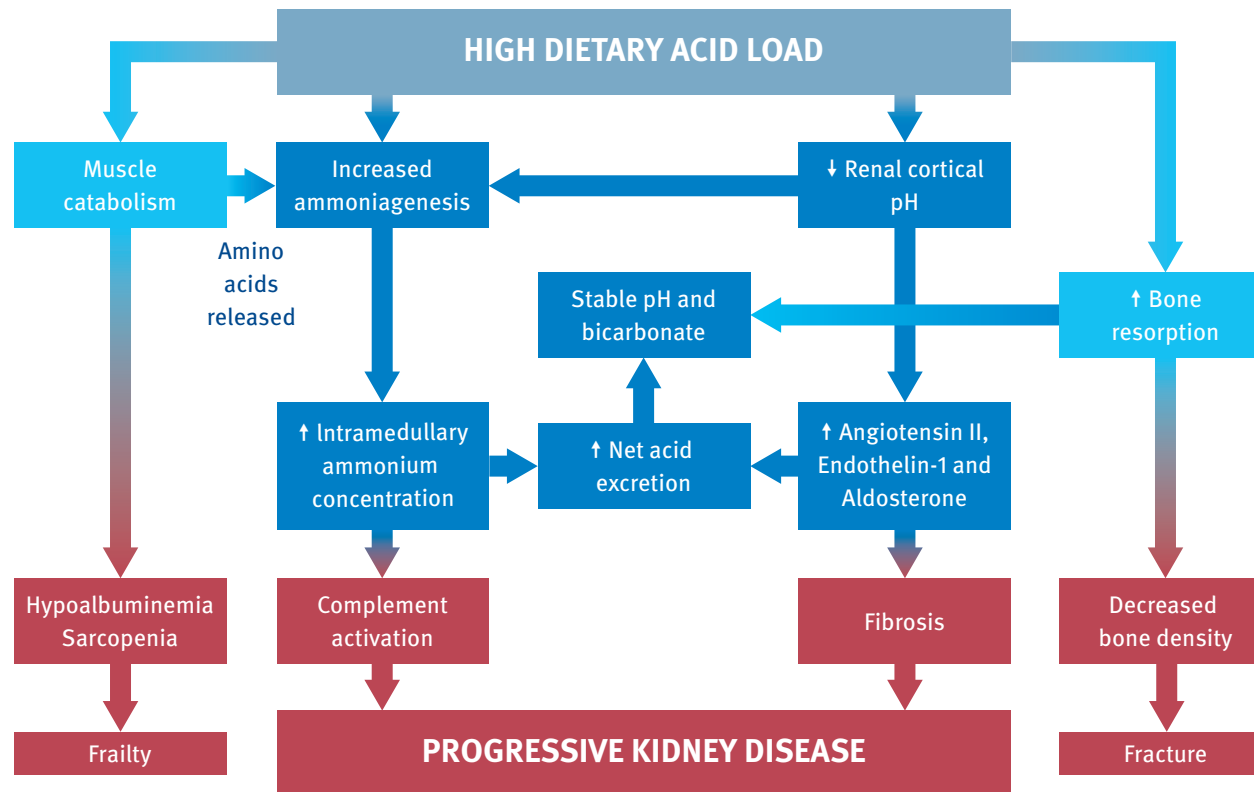 HIGH DIETARY ACID LOAD
Muscle
catabolism
Increased
ammoniagenesis
↓ Renal cortical
pH
Amino
acids
released
Stable pH and
bicarbonate
↑ Bone
resorption
↑ Intramedullary
ammonium
concentration
↑ Net acid
excretion
↑ Angiotensin II,
Endothelin-1 and
Aldosterone
Hypoalbuminemia
Sarcopenia
Complement
activation
Fibrosis
Decreased
bone density
Frailty
PROGRESSIVE KIDNEY DISEASE
Fracture